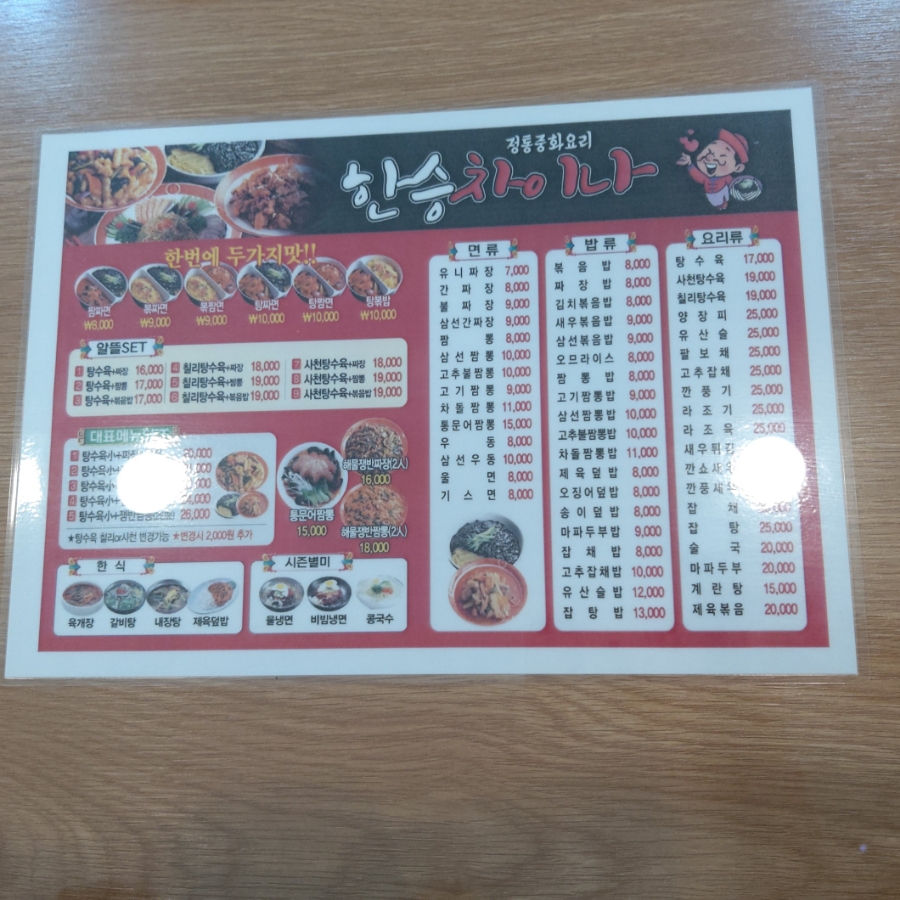 정통중화요리
한승차이나
한번에 두가지맛!!
짬짜면 볶짜면 볶짬면 탕짜면 탕짬면 탕볶밥
₩8,000 ₩9,000 ₩9,000 ₩10,000 ₩10,000 ₩10,000
알뜰SET
1 탕수육+짜장 16,000
2 탕수육+짬뽕 17,000
3 탕수육+볶음밥 17,000
4 칠리탕수육+짜장 18,000
5 칠리탕수육+짬뽕 19,000
6 칠리탕수육+볶음밥 19,000
7 사천탕수육+짜장 18,000
8 사천탕수육+짬뽕 19,000
9 사천탕수육+볶음밥 19,000
대표메뉴
1 탕수육小+ 20,000
2 탕수육小+
3 탕수육小+
4 탕수육小+
5 탕수육小+쟁반짬뽕 26,000
★탕수육 칠리or사천 변경가능 ★변경시 2,000원 추가
통문어짬뽕
15,000
해물쟁반짜장(2人)
16,000
해물쟁반짬뽕(2人)
18,000
한 식
육개장 갈비탕 내장탕 제육덮밥
시즌별미
물냉면 비빔냉면 콩국수
면 류
유니짜장 7,000
간짜장 8,000
불짜장 9,000
삼선간짜장 9,000
짬뽕 8,000
삼선짬뽕 10,000
고추불짬뽕 10,000
고기짬뽕 9,000
차돌짬뽕 11,000
통문어짬뽕 15,000
우동 8,000
삼선우동 10,000
울면 8,000
기스면 8,000
밥 류
볶음밥 8,000
짜장밥 8,000
김치볶음밥 8,000
새우볶음밥 9,000
삼선볶음밥 9,000
오므라이스 8,000
짬뽕밥 8,000
고기짬뽕밥 9,000
삼선짬뽕밥 10,000
고추불짬뽕밥 10,000
차돌짬뽕밥 11,000
제육덮밥 8,000
오징어덮밥 8,000
송이덮밥 8,000
마파두부밥 9,000
잡채밥 8,000
고추잡채밥 10,000
유산슬밥 12,000
잡탕밥 13,000
요리류
탕수육 17,000
사천탕수육 19,000
칠리탕수육 19,000
양장피 25,000
유산슬 25,000
팔보채 25,000
고추잡채 25,000
깐풍기 25,000
라조기 25,000
라조육 25,000
새우튀김
깐쇼새우
깐풍새우
잡채
잡탕 25,000
술국 20,000
마파두부 20,000
계란탕 15,000
제육볶음 20,000